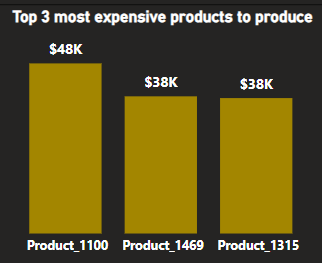 Top 3 most expensive products to produce
$48K
$38K
$38K
Product_1100 Product_1469 Product_1315